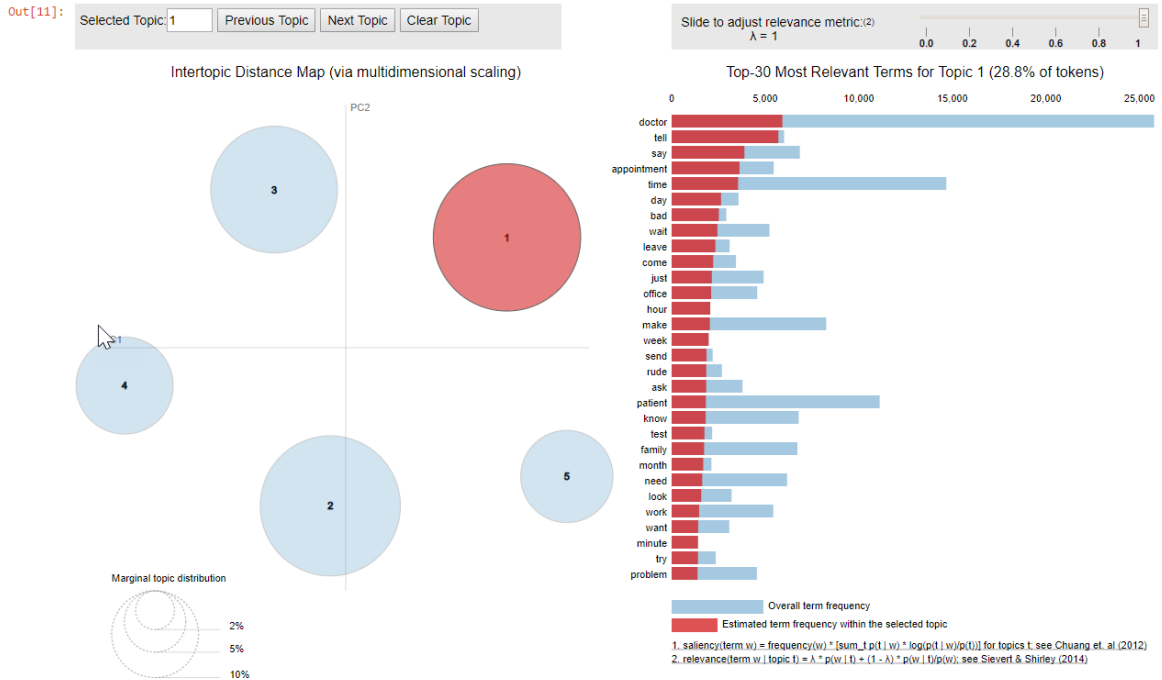 Out[11]:
Selected Topic: 1 Previous Topic Next Topic Clear Topic
Slide to adjust relevance metric:(2)
λ = 1
0.0 0.2 0.4 0.6 0.8 1
Intertopic Distance Map (via multidimensional scaling)
PC2
3
1
4
2
5
Marginal topic distribution
2%
5%
10%
Top-30 Most Relevant Terms for Topic 1 (28.8% of tokens)
0 5,000 10,000 15,000 20,000 25,000
doctor
tell
say
appointment
time
day
bad
wait
leave
come
just
office
hour
make
week
send
rude
ask
patient
know
test
family
month
need
look
work
want
minute
try
problem
Overall term frequency
Estimated term frequency within the selected topic
1. saliency(term w) = frequency(w) * [sum_t p(t | w) * log(p(t | w)/p(t))] for topics t; see Chuang et. al (2012)
2. relevance(term w | topic t) = λ * p(w | t) + (1 - λ) * p(w | t)/p(w); see Sievert & Shirley (2014)